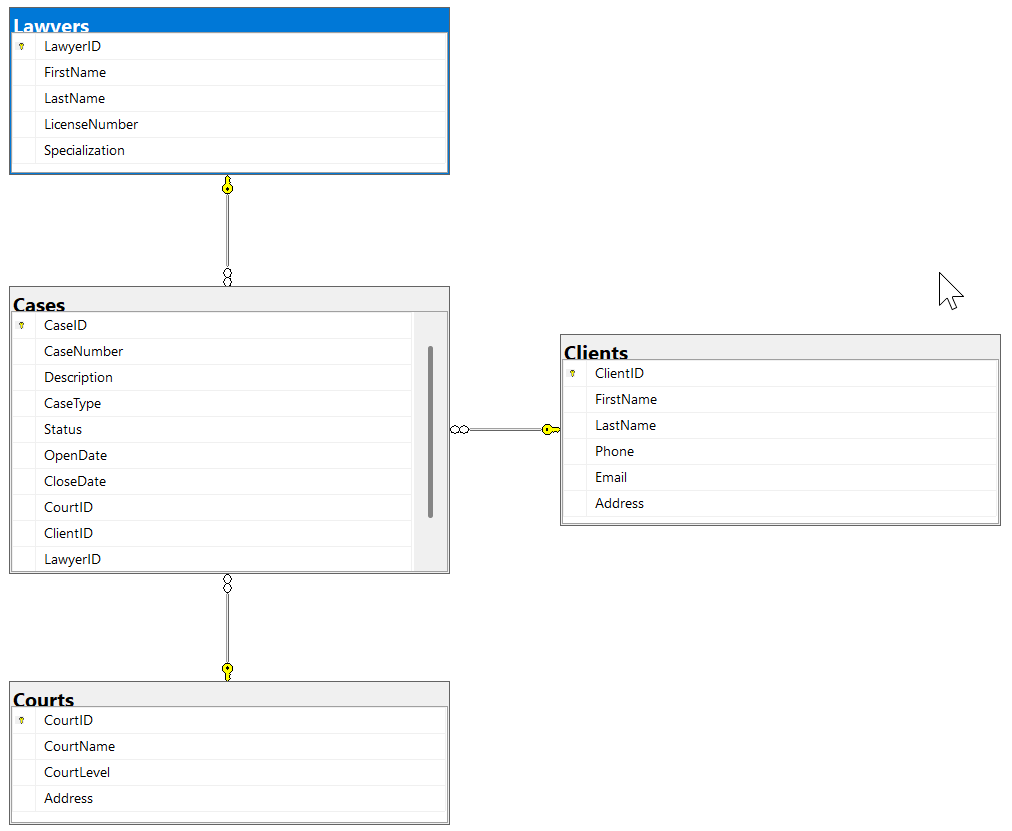 Lawyers
LawyerID
FirstName
LastName
LicenseNumber
Specialization
Cases
CaseID
CaseNumber
Description
CaseType
Status
OpenDate
CloseDate
CourtID
ClientID
LawyerID
Clients
ClientID
FirstName
LastName
Phone
Email
Address
Courts
CourtID
CourtName
CourtLevel
Address